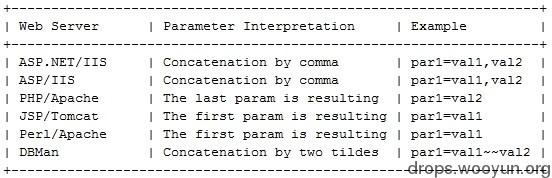 +------------------------------------------------------------------+
| Web Server      | Parameter Interpretation     | Example         |
+------------------------------------------------------------------+
| ASP.NET/IIS     | Concatenation by comma       | par1=val1,val2  |
| ASP/IIS         | Concatenation by comma       | par1=val1,val2  |
| PHP/Apache      | The last param is resulting  | par1=val2       |
| JSP/Tomcat      | The first param is resulting | par1=val1       |
| Perl/Apache     | The first param is resulting | par1=val1       |
| DBMan           | Concatenation by two tildes  | par1=val1~~val2 |
+------------------------------------------------------------------+
drops.wooyun.org